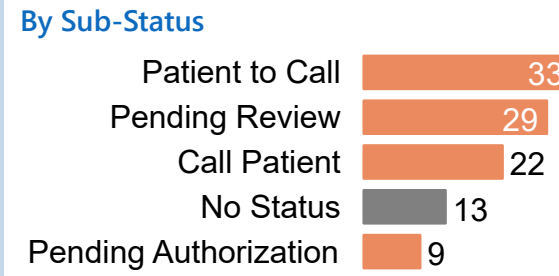 By Sub-Status
Patient to Call 33
Pending Review 29
Call Patient 22
No Status 13
Pending Authorization 9